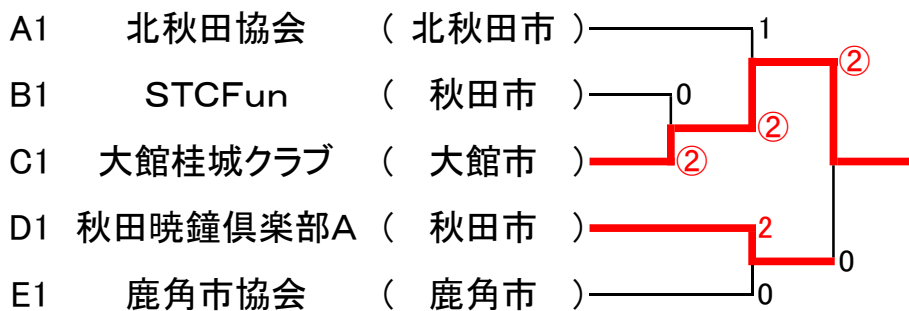 A1 北秋田協会 ( 北秋田市 ) 1
②
B1 STCFun ( 秋田市 ) 0
②
C1 大館桂城クラブ ( 大館市 ) ②
D1 秋田暁鐘倶楽部A ( 秋田市 ) 2
0
E1 鹿角市協会 ( 鹿角市 ) 0